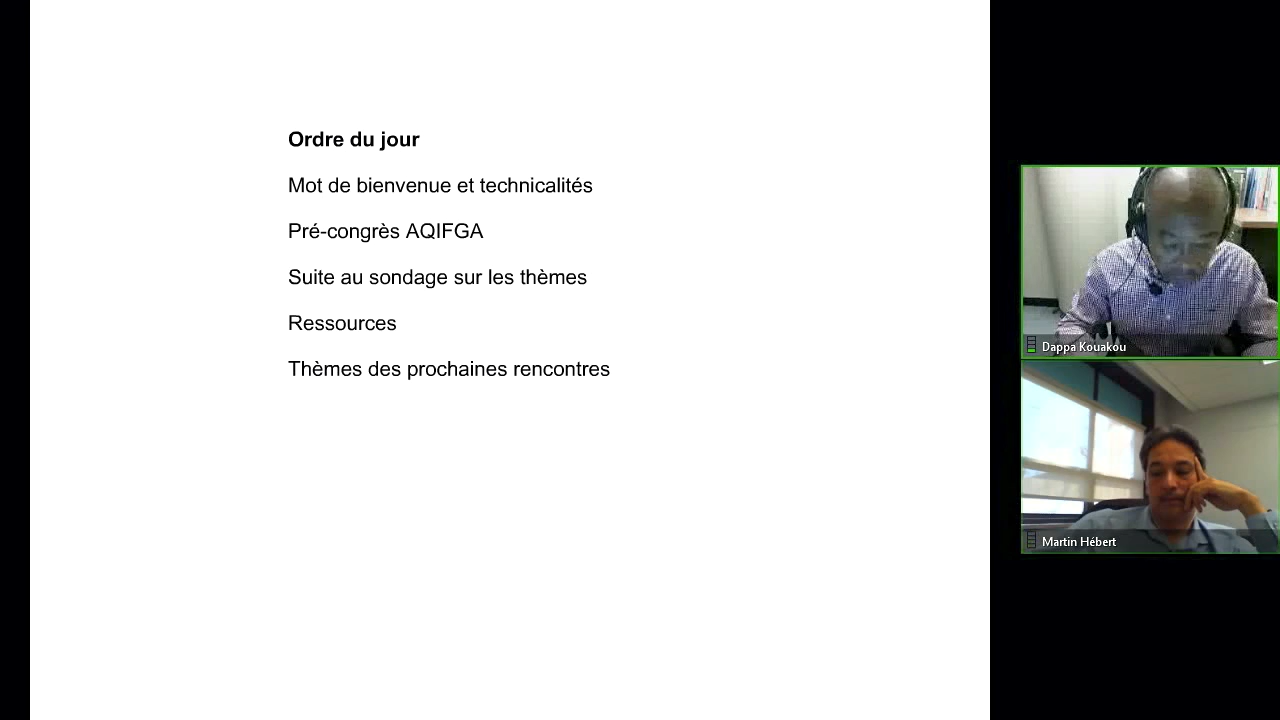 Ordre du jour
Mot de bienvenue et technicalités
Pré-congrès AQIFGA
Suite au sondage sur les thèmes
Ressources
Thèmes des prochaines rencontres
Dappa Kouakou
Martin Hébert